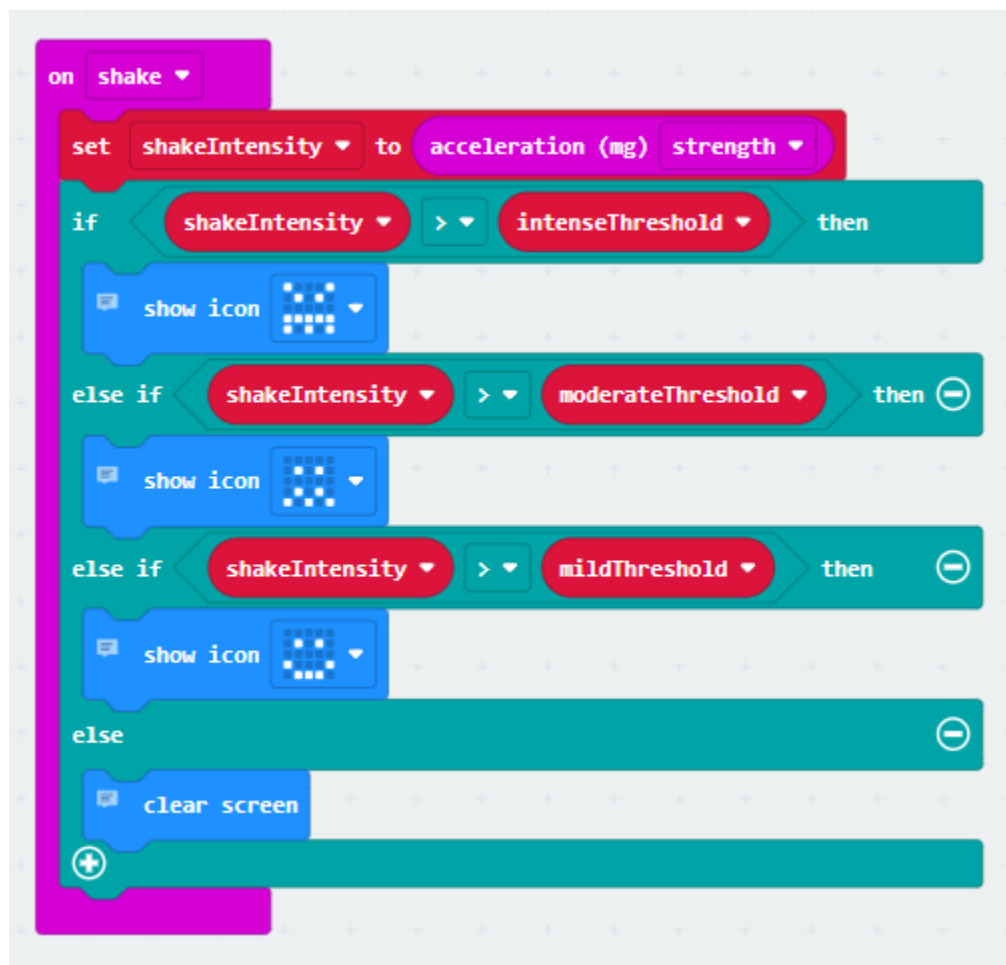 on shake
set shakeIntensity to acceleration (mg) strength
if shakeIntensity > intenseThreshold then
show icon
else if shakeIntensity > moderateThreshold then
show icon
else if shakeIntensity > mildThreshold then
show icon
else
clear screen